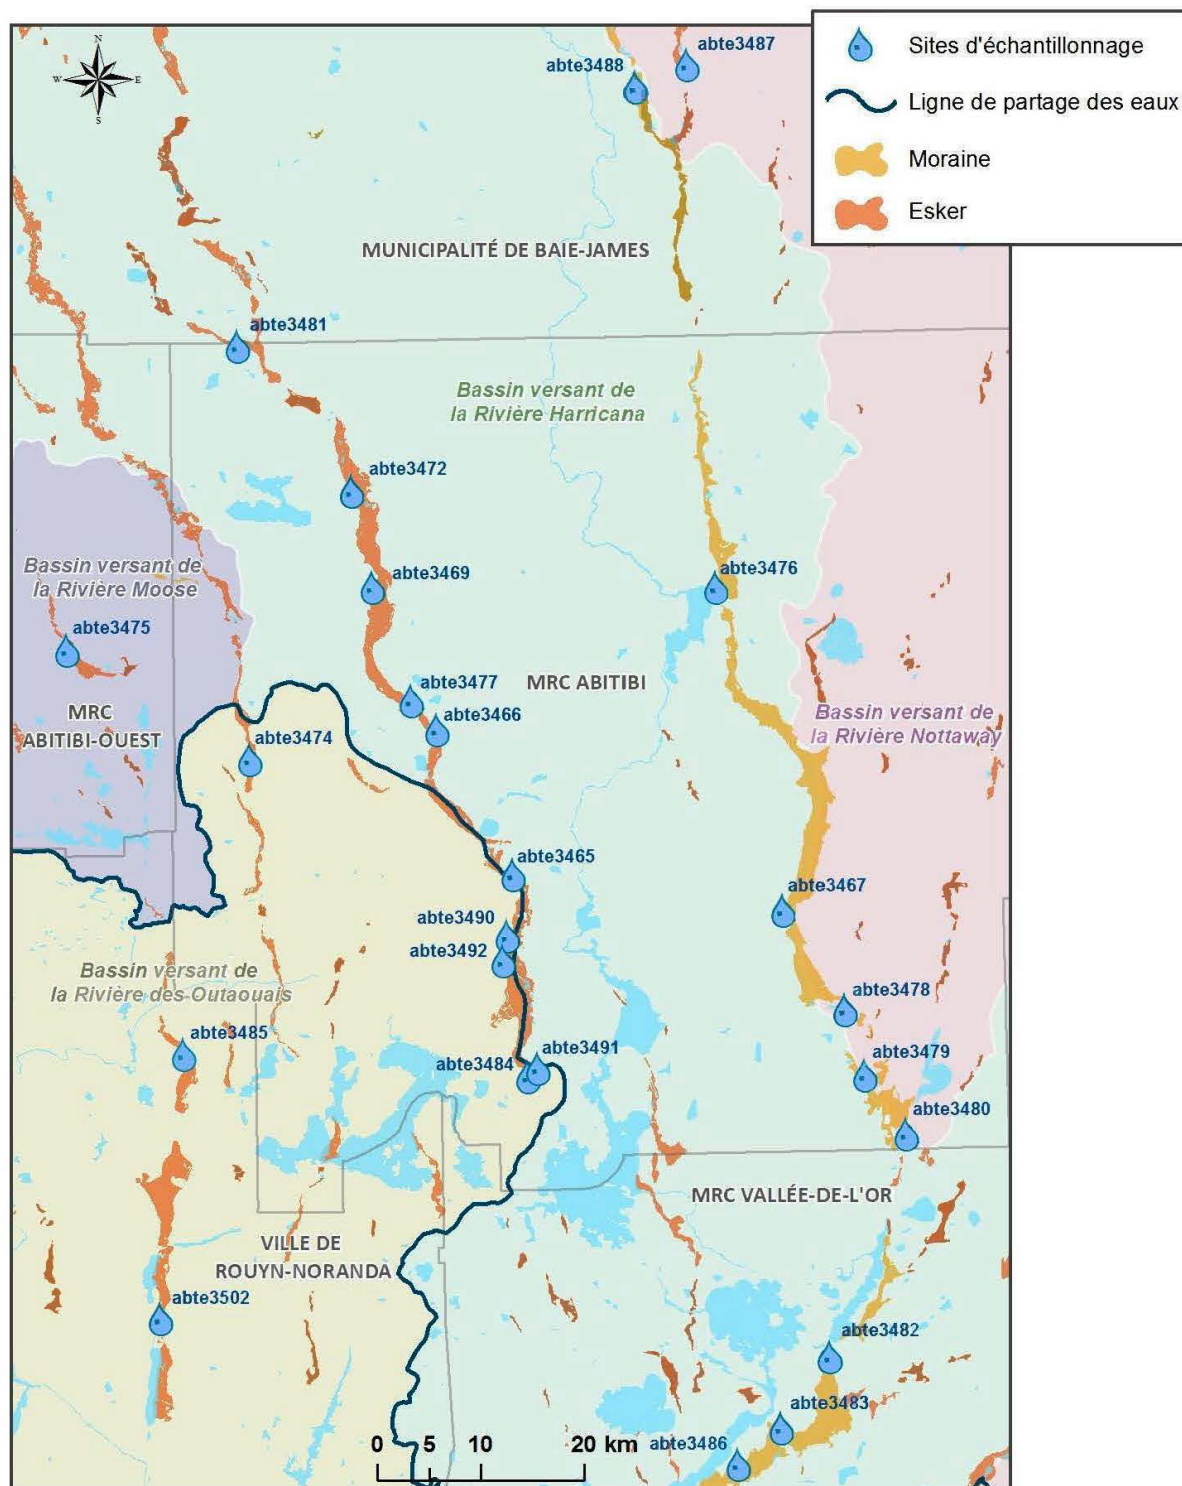 abte3487
abte3488
Sites d'échantillonnage
Ligne de partage des eaux
Moraine
Esker
N
W
E
S
MUNICIPALITÉ DE BAIE-JAMES
abte3481
Bassin versant de
la Rivière Harricana
abte3472
Bassin versant de
la Rivière Moose
abte3469
abte3476
abte3475
abte3477
MRC ABITIBI
abte3466
MRC
ABITIBI-OUEST
Bassin versant de
la Rivière Nottaway
abte3474
abte3465
abte3467
abte3490
abte3492
Bassin versant de
la Rivière des Outaouais
abte3478
abte3485
abte3491
abte3484
abte3479
abte3480
MRC VALLÉE-DE-L'OR
VILLE DE
ROUYN-NORANDA
abte3502
abte3482
abte3483
abte3486
0 5 10 20 km